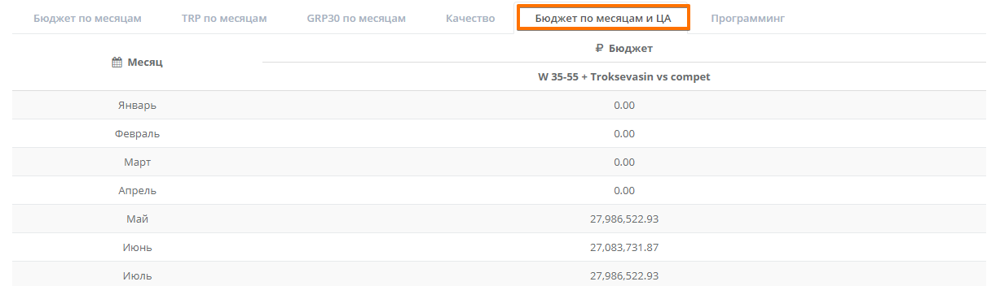 Бюджет по месяцам TRP по месяцам GRP30 по месяцам Качество Бюджет по месяцам и ЦА Программинг
Месяц
₽ Бюджет
W 35-55 + Troksevasin vs compet
Январь 0.00
Февраль 0.00
Март 0.00
Апрель 0.00
Май 27,986,522.93
Июнь 27,083,731.87
Июль 27,986,522.93